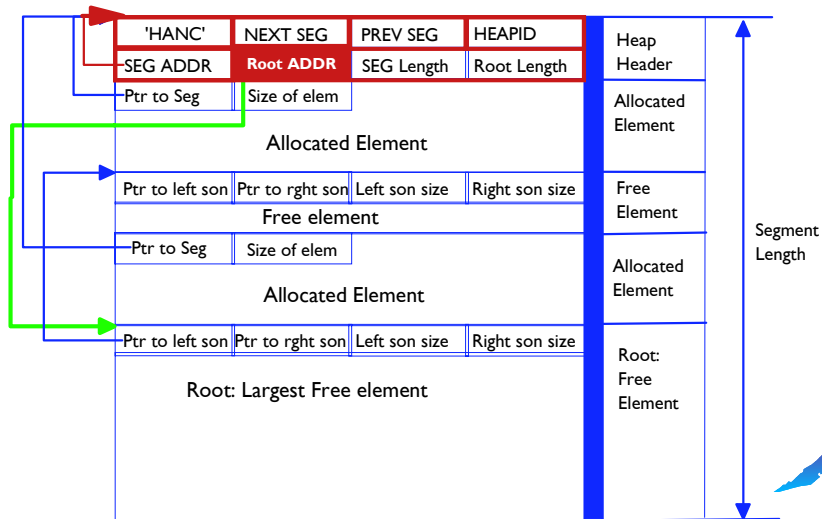 'HANC' NEXT SEG PREV SEG HEAPID
Heap
Header
SEG ADDR Root ADDR SEG Length Root Length
Ptr to Seg Size of elem
Allocated
Element
Allocated Element
Ptr to left son Ptr to rght son Left son size Right son size
Free
Element
Free element
Segment
Length
Ptr to Seg Size of elem
Allocated
Element
Allocated Element
Ptr to left son Ptr to rght son Left son size Right son size
Root:
Free
Element
Root: Largest Free element